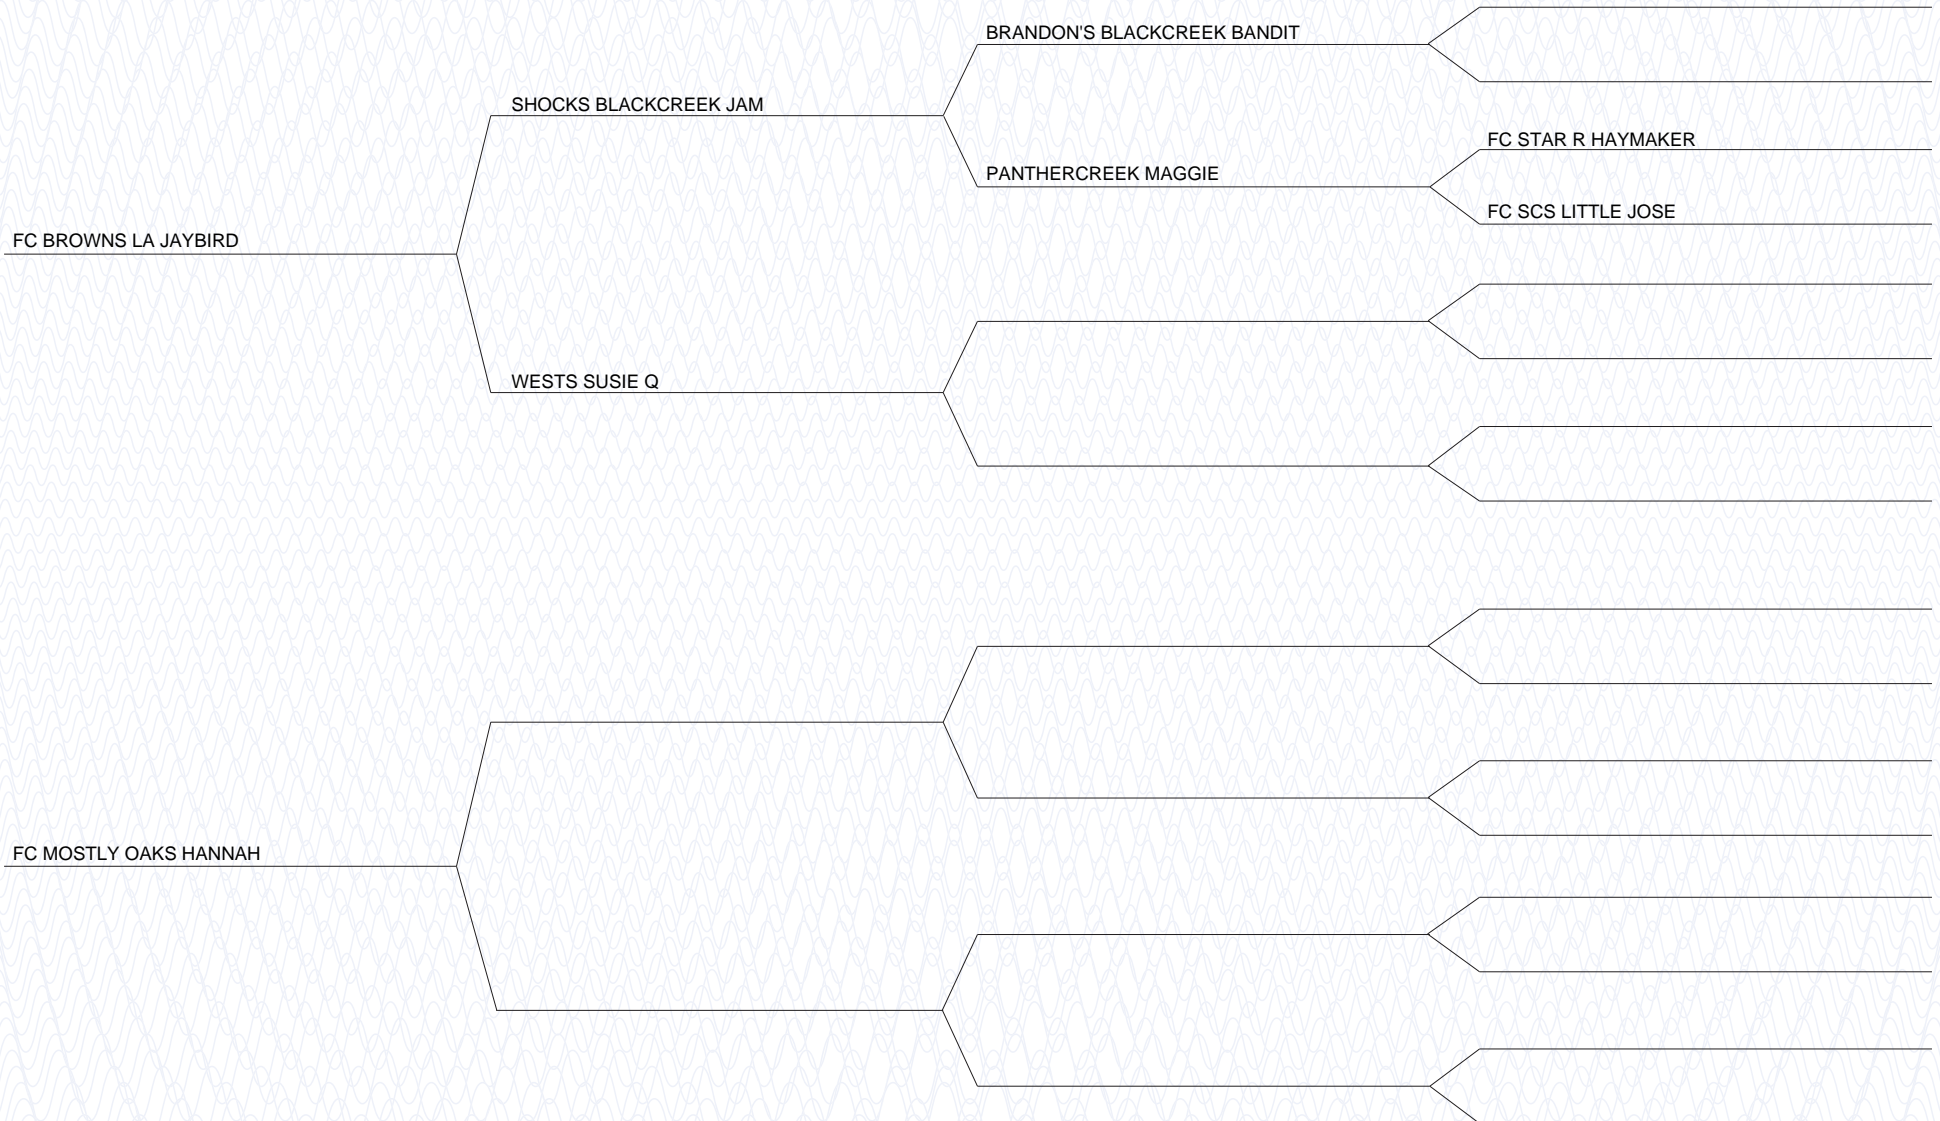 BRANDON'S BLACKCREEK BANDIT
SHOCKS BLACKCREEK JAM
FC STAR R HAYMAKER
PANTHERCREEK MAGGIE
FC SCS LITTLE JOSE
FC BROWNS LA JAYBIRD
WESTS SUSIE Q
FC MOSTLY OAKS HANNAH